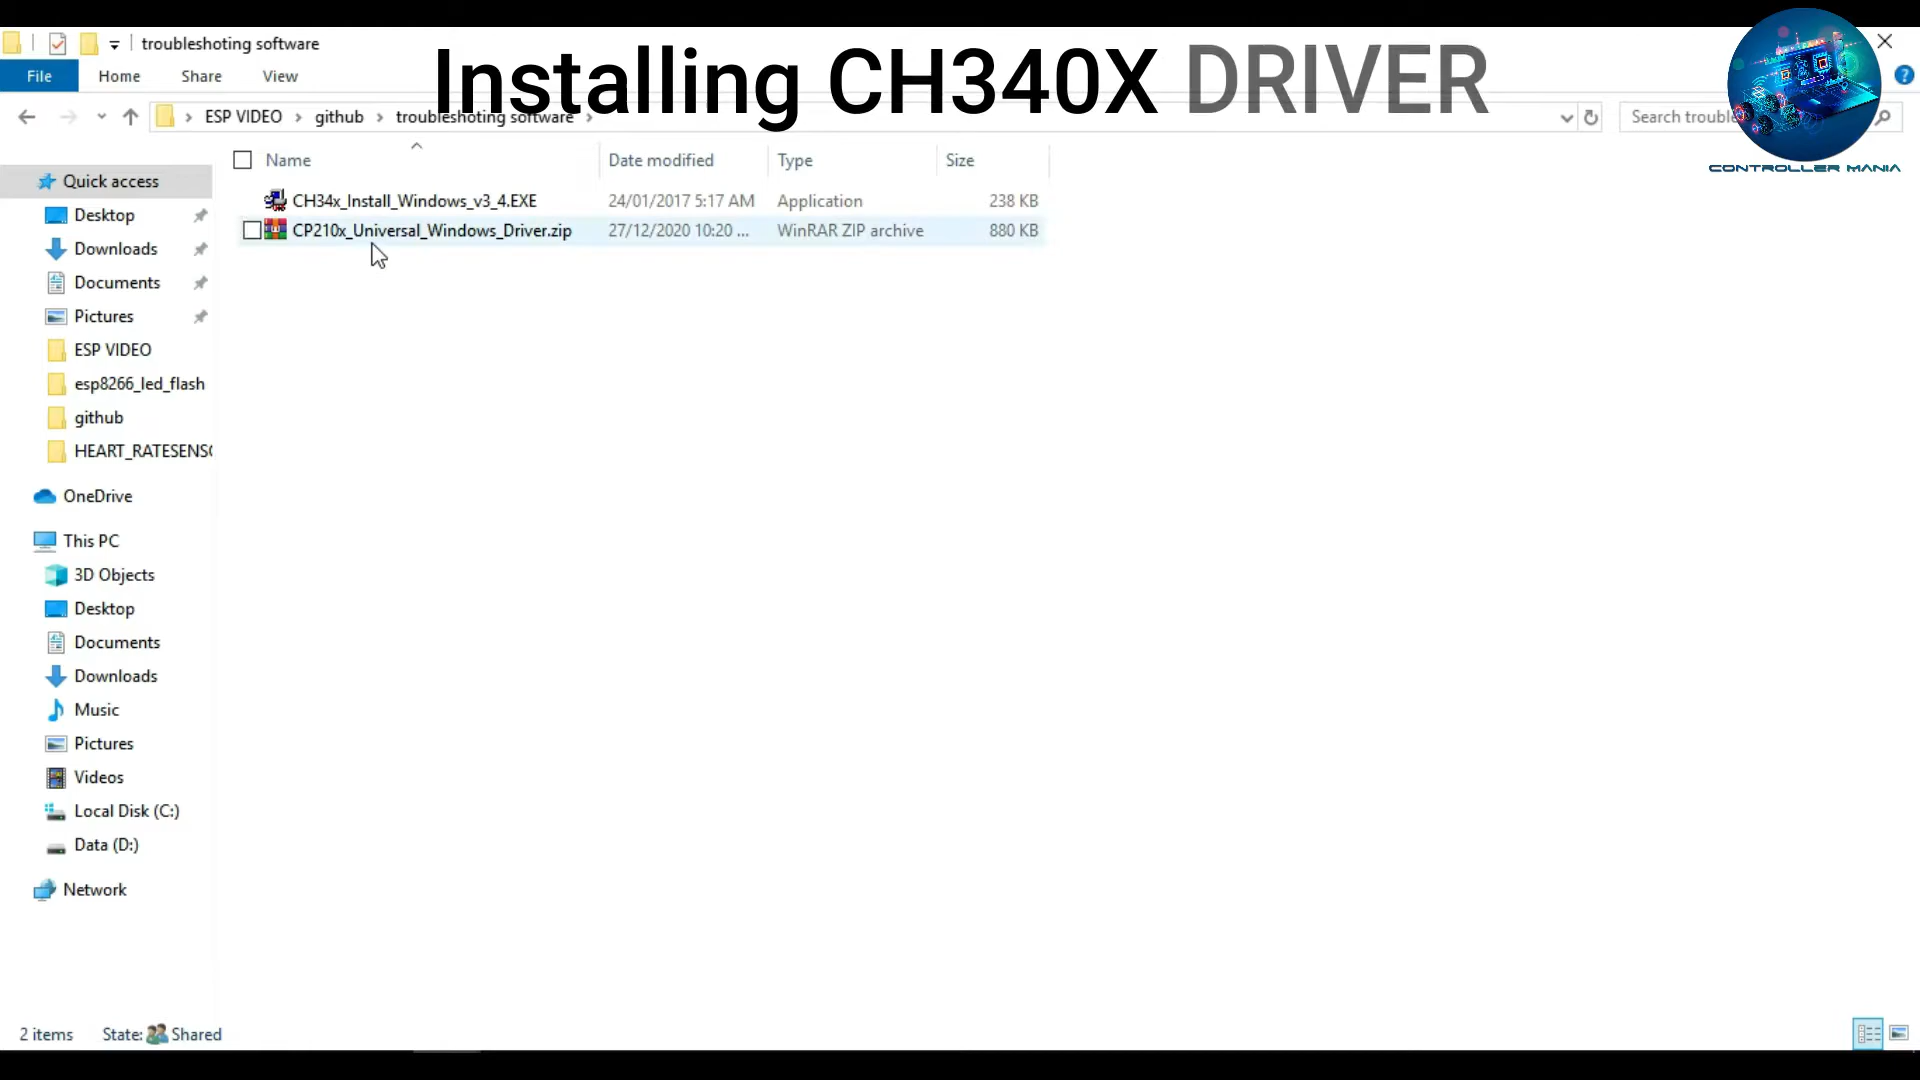 troubleshoting software
Installing CH340X DRIVER
File Home Share View
ESP VIDEO github troubleshoting software
Search trouble
CONTROLLER MANIA
Name Date modified Type Size
CH34x_Install_Windows_v3_4.EXE 24/01/2017 5:17 AM Application 238 KB
CP210x_Universal_Windows_Driver.zip 27/12/2020 10:20 ... WinRAR ZIP archive 880 KB
Quick access
Desktop
Downloads
Documents
Pictures
ESP VIDEO
esp8266_led_flash
github
HEART_RATESENS
OneDrive
This PC
3D Objects
Desktop
Documents
Downloads
Music
Pictures
Videos
Local Disk (C:)
Data (D:)
Network
2 items State: Shared